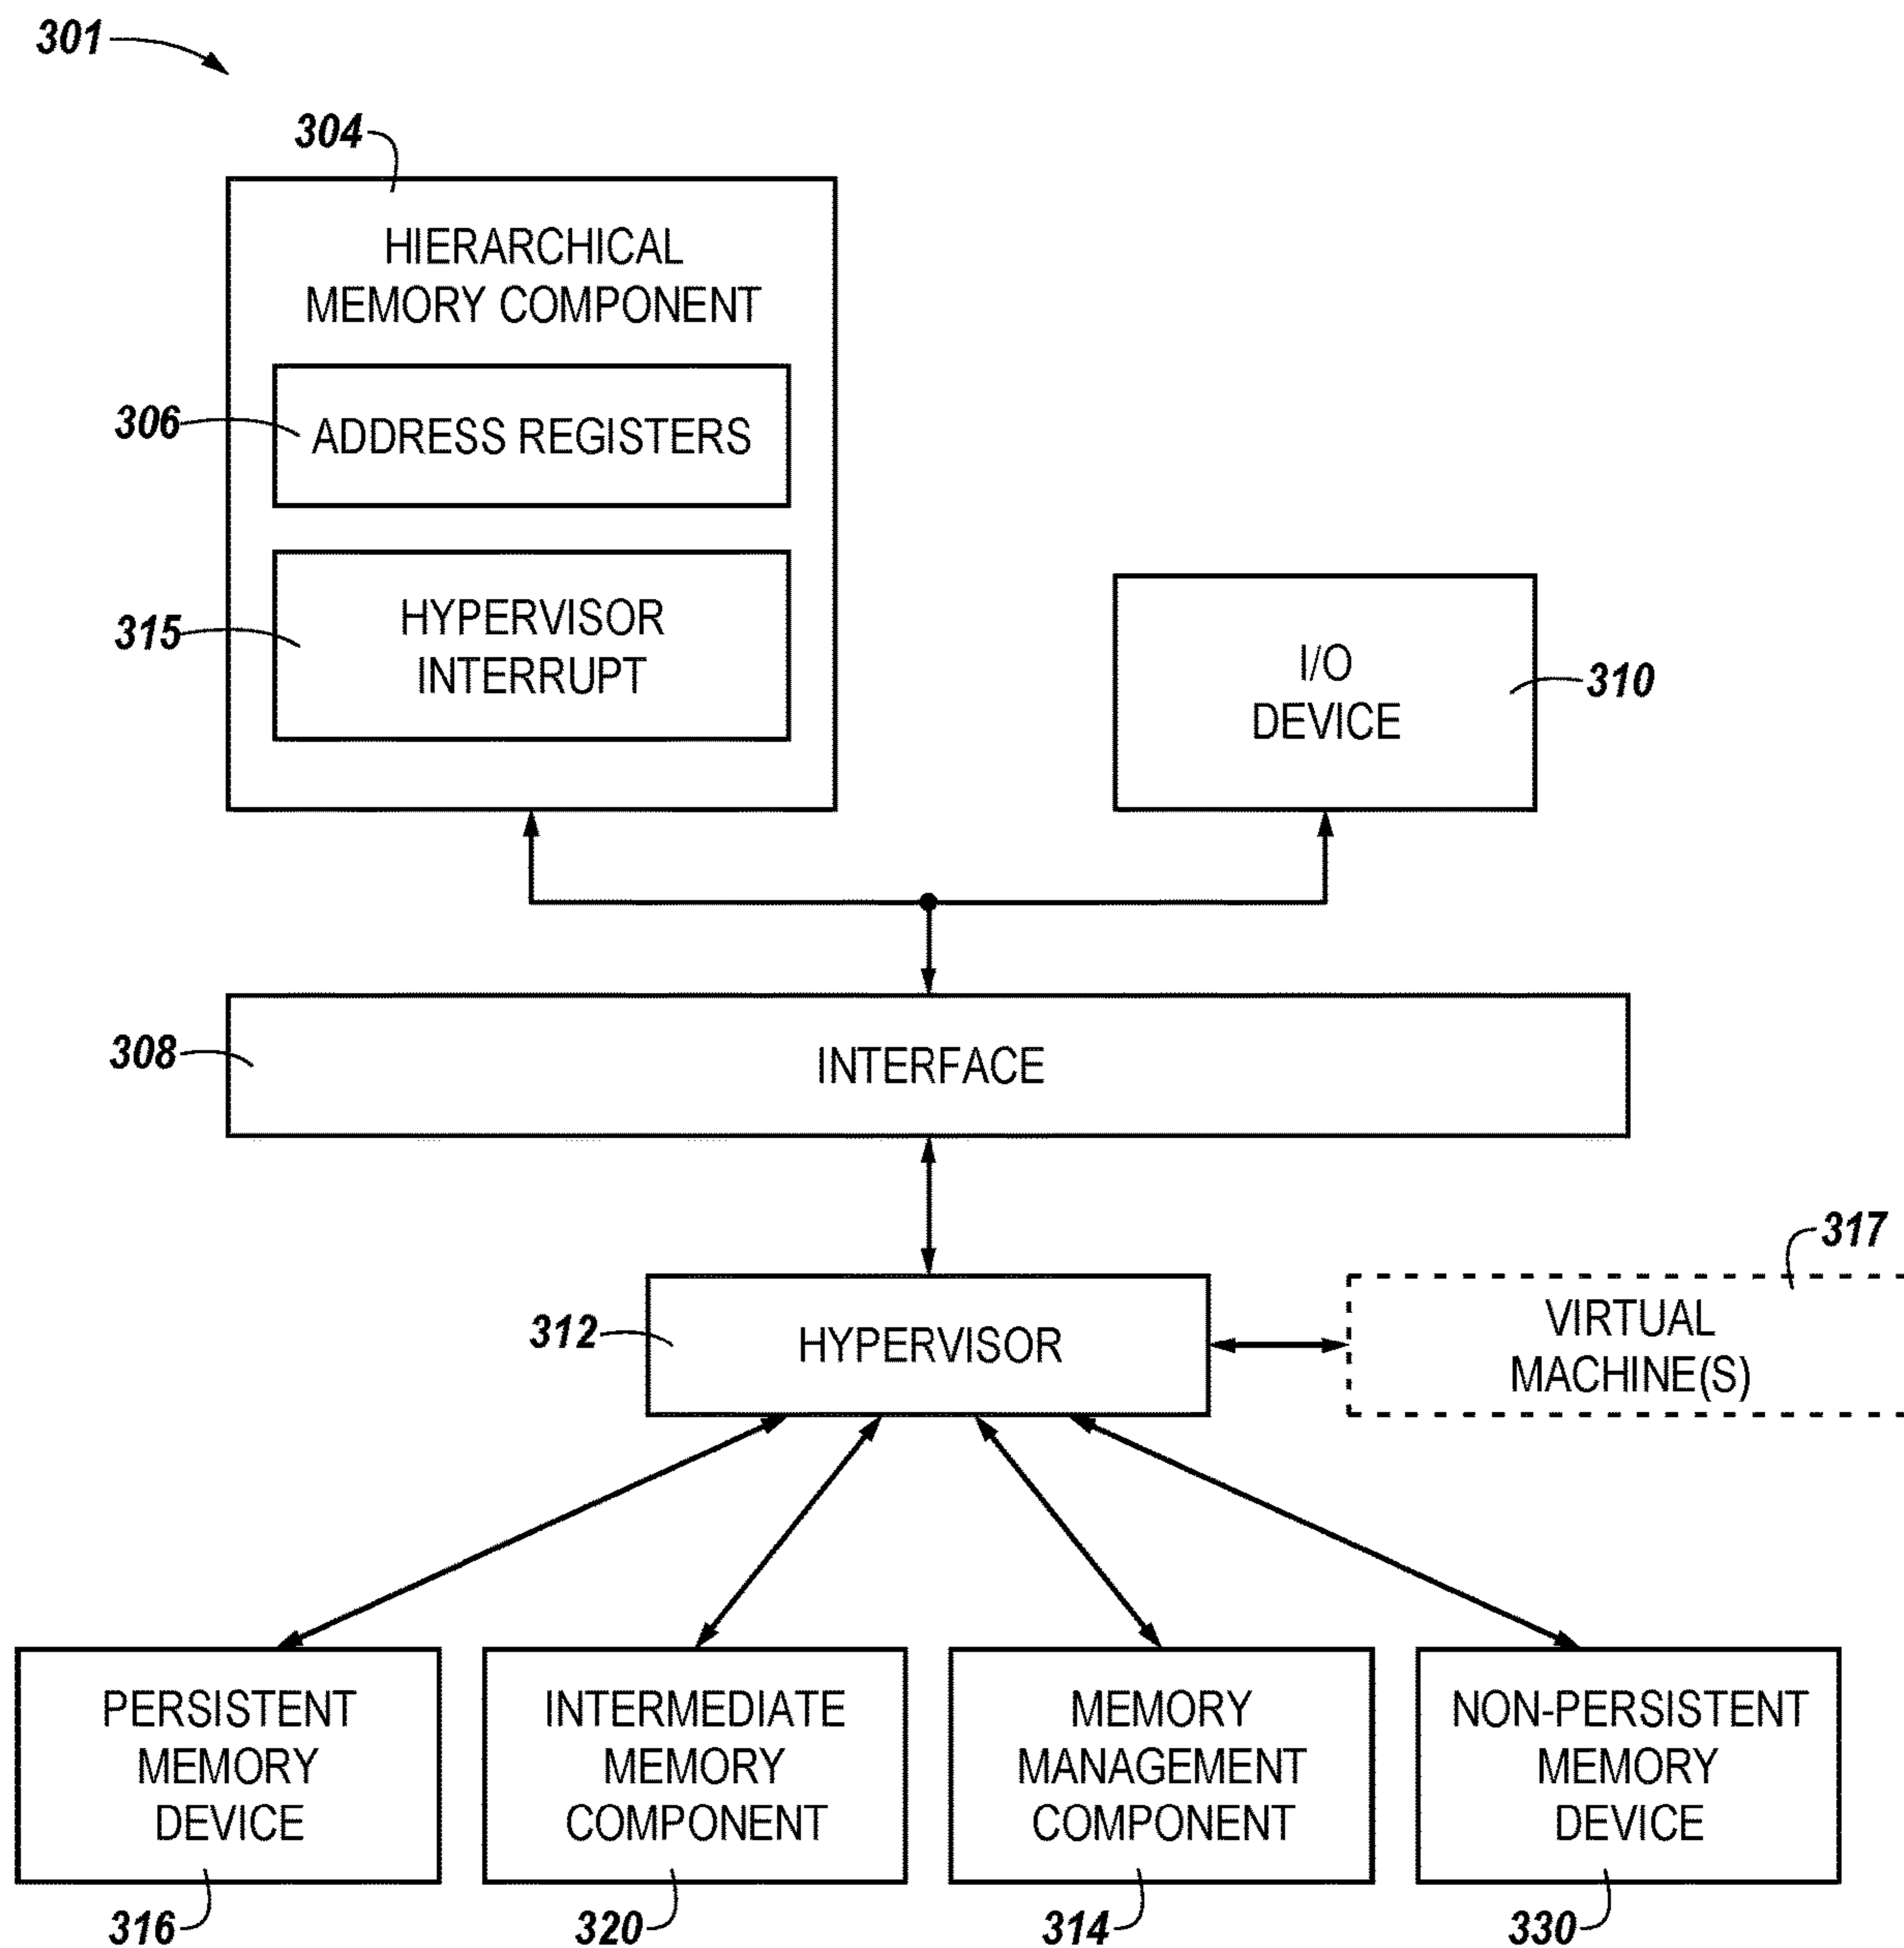 301
304
HIERARCHICAL
MEMORY COMPONENT
306
ADDRESS REGISTERS
315
HYPERVISOR
INTERRUPT
I/O
DEVICE
310
308
INTERFACE
317
312
HYPERVISOR
VIRTUAL
MACHINE(S)
PERSISTENT
MEMORY
DEVICE
316
INTERMEDIATE
MEMORY
COMPONENT
320
MEMORY
MANAGEMENT
COMPONENT
314
NON-PERSISTENT
MEMORY
DEVICE
330